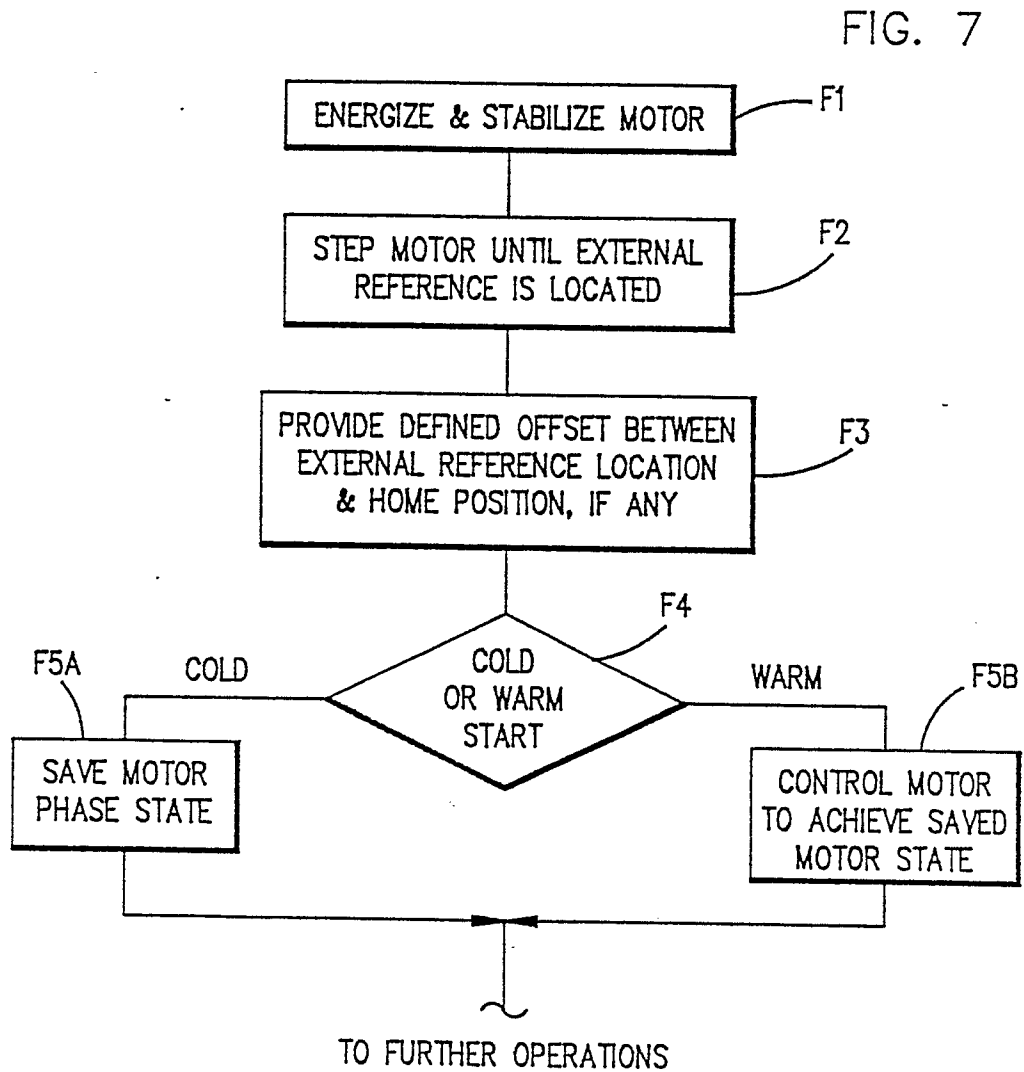 FIG. 7
ENERGIZE & STABILIZE MOTOR
F1
STEP MOTOR UNTIL EXTERNAL
REFERENCE IS LOCATED
F2
PROVIDE DEFINED OFFSET BETWEEN
EXTERNAL REFERENCE LOCATION
& HOME POSITION, IF ANY
F3
F4
COLD
OR WARM
START
COLD
WARM
F5A
SAVE MOTOR
PHASE STATE
F5B
CONTROL MOTOR
TO ACHIEVE SAVED
MOTOR STATE
TO FURTHER OPERATIONS